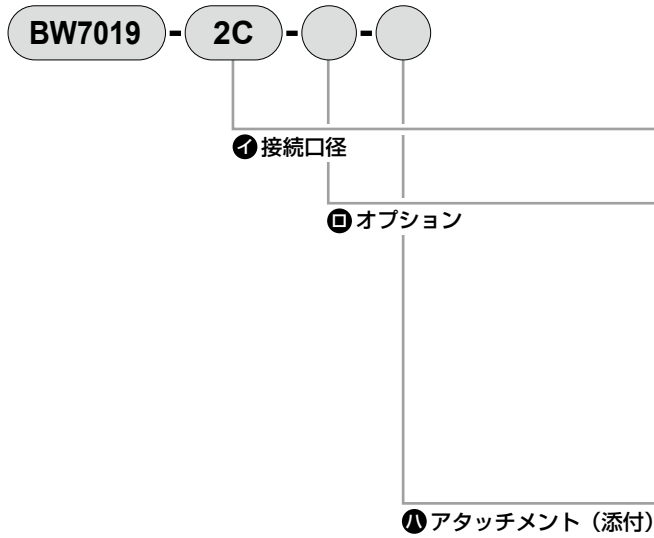 BW7019 - 2C - -
イ 接続口径
ロ オプション
ハ アタッチメント（添付）